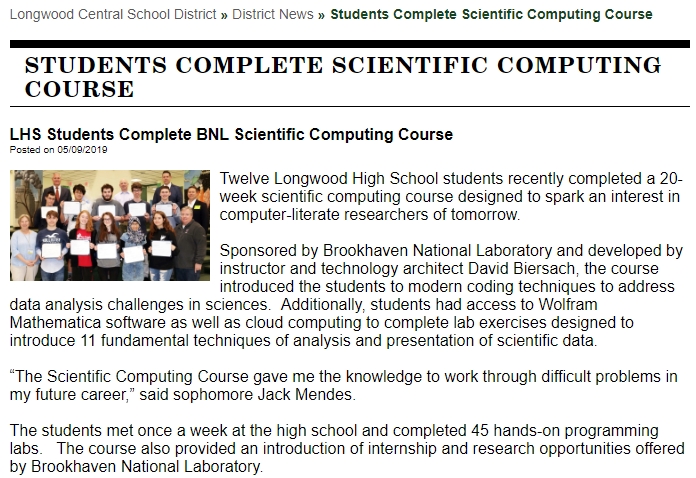 Longwood Central School District » District News » Students Complete Scientific Computing Course
STUDENTS COMPLETE SCIENTIFIC COMPUTING
COURSE
LHS Students Complete BNL Scientific Computing Course
Posted on 05/09/2019
Twelve Longwood High School students recently completed a 20-
week scientific computing course designed to spark an interest in
computer-literate researchers of tomorrow.
Sponsored by Brookhaven National Laboratory and developed by
instructor and technology architect David Biersach, the course
introduced the students to modern coding techniques to address
data analysis challenges in sciences.  Additionally, students had access to Wolfram
Mathematica software as well as cloud computing to complete lab exercises designed to
introduce 11 fundamental techniques of analysis and presentation of scientific data.
“The Scientific Computing Course gave me the knowledge to work through difficult problems in
my future career,” said sophomore Jack Mendes.
The students met once a week at the high school and completed 45 hands-on programming
labs.   The course also provided an introduction of internship and research opportunities offered
by Brookhaven National Laboratory.